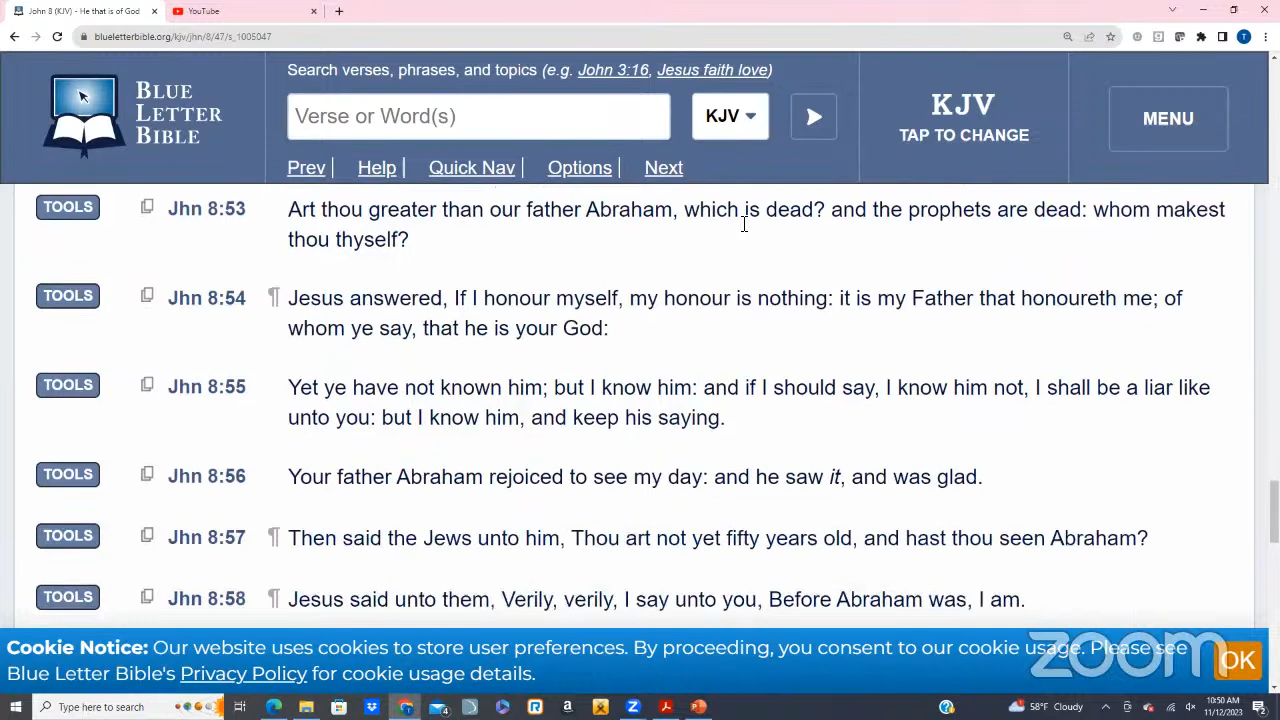 John 8 (KJV) - He that is of God
YouTube
blueletterbible.org/kjv/jhn/8/47/s_1005047
BLUE
LETTER
BIBLE
Search verses, phrases, and topics (e.g. John 3:16, Jesus faith love)
Verse or Word(s)
KJV
Prev | Help | Quick Nav | Options | Next
KJV
TAP TO CHANGE
MENU
TOOLS Jhn 8:53 Art thou greater than our father Abraham, which is dead? and the prophets are dead: whom makest
thou thyself?
TOOLS Jhn 8:54 ¶ Jesus answered, If I honour myself, my honour is nothing: it is my Father that honoureth me; of
whom ye say, that he is your God:
TOOLS Jhn 8:55 Yet ye have not known him; but I know him: and if I should say, I know him not, I shall be a liar like
unto you: but I know him, and keep his saying.
TOOLS Jhn 8:56 Your father Abraham rejoiced to see my day: and he saw it, and was glad.
TOOLS Jhn 8:57 ¶ Then said the Jews unto him, Thou art not yet fifty years old, and hast thou seen Abraham?
TOOLS Jhn 8:58 ¶ Jesus said unto them, Verily, verily, I say unto you, Before Abraham was, I am.
Cookie Notice: Our website uses cookies to store user preferences. By proceeding, you consent to our cookie usage. Please see
Blue Letter Bible's Privacy Policy for cookie usage details.
OK
zoom
Type here to search
58°F Cloudy
10:50 AM
11/12/2023